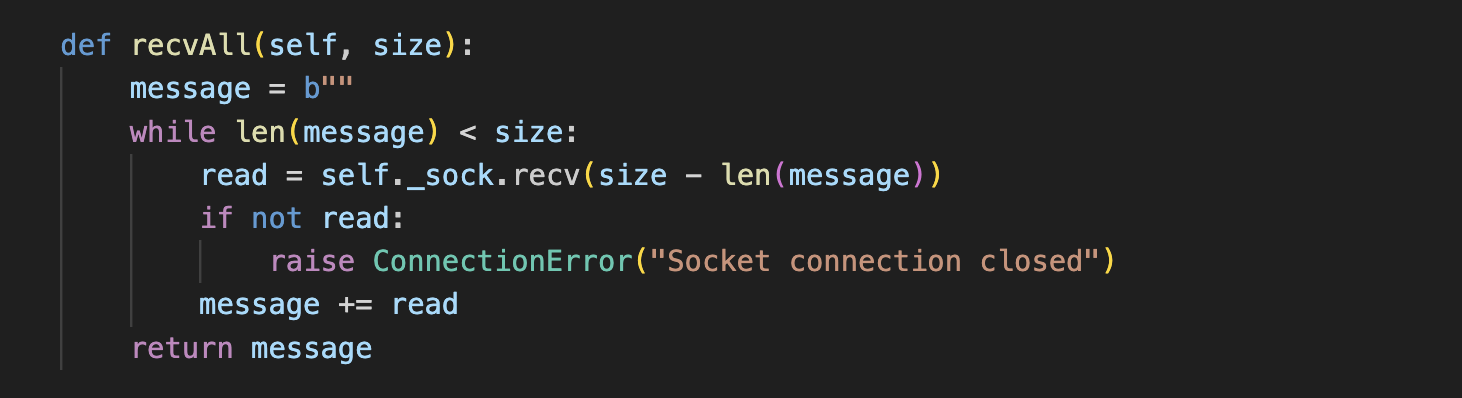 def recvAll(self, size):
    message = b""
    while len(message) < size:
        read = self._sock.recv(size - len(message))
        if not read:
            raise ConnectionError("Socket connection closed")
        message += read
    return message